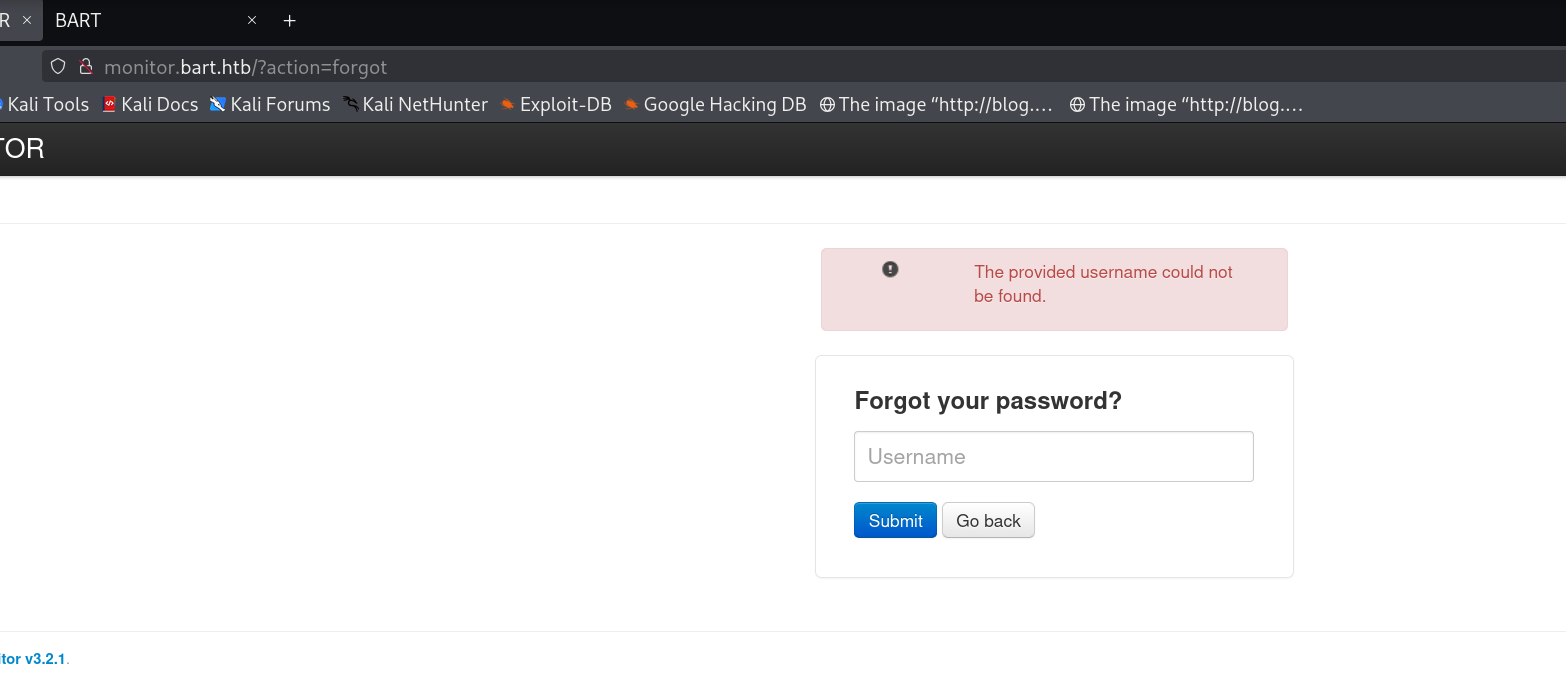 R × BART × +
monitor.bart.htb/?action=forgot
Kali Tools Kali Docs Kali Forums Kali NetHunter Exploit-DB Google Hacking DB The image “http://blog.… The image “http://blog.…
TOR
The provided username could not
be found.
Forgot your password?
Username
Submit Go back
itor v3.2.1.